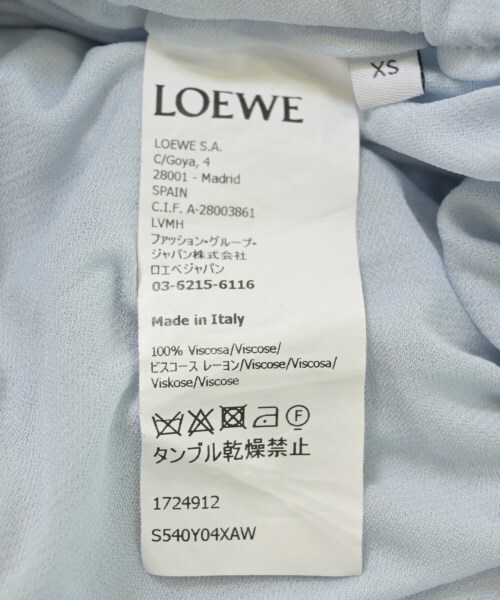 XS
LOEWE
LOEWE S.A.
C/Goya, 4
28001 - Madrid
SPAIN
C.I.F. A-28003861
LVMH
ファッション・グループ・
ジャパン株式会社
ロエベジャパン
03-6215-6116
Made in Italy
100% Viscosa/Viscose/
ビスコース レーヨン/Viscose/Viscosa/
Viskose/Viscose
F
タンブル乾燥禁止
1724912
S540Y04XAW